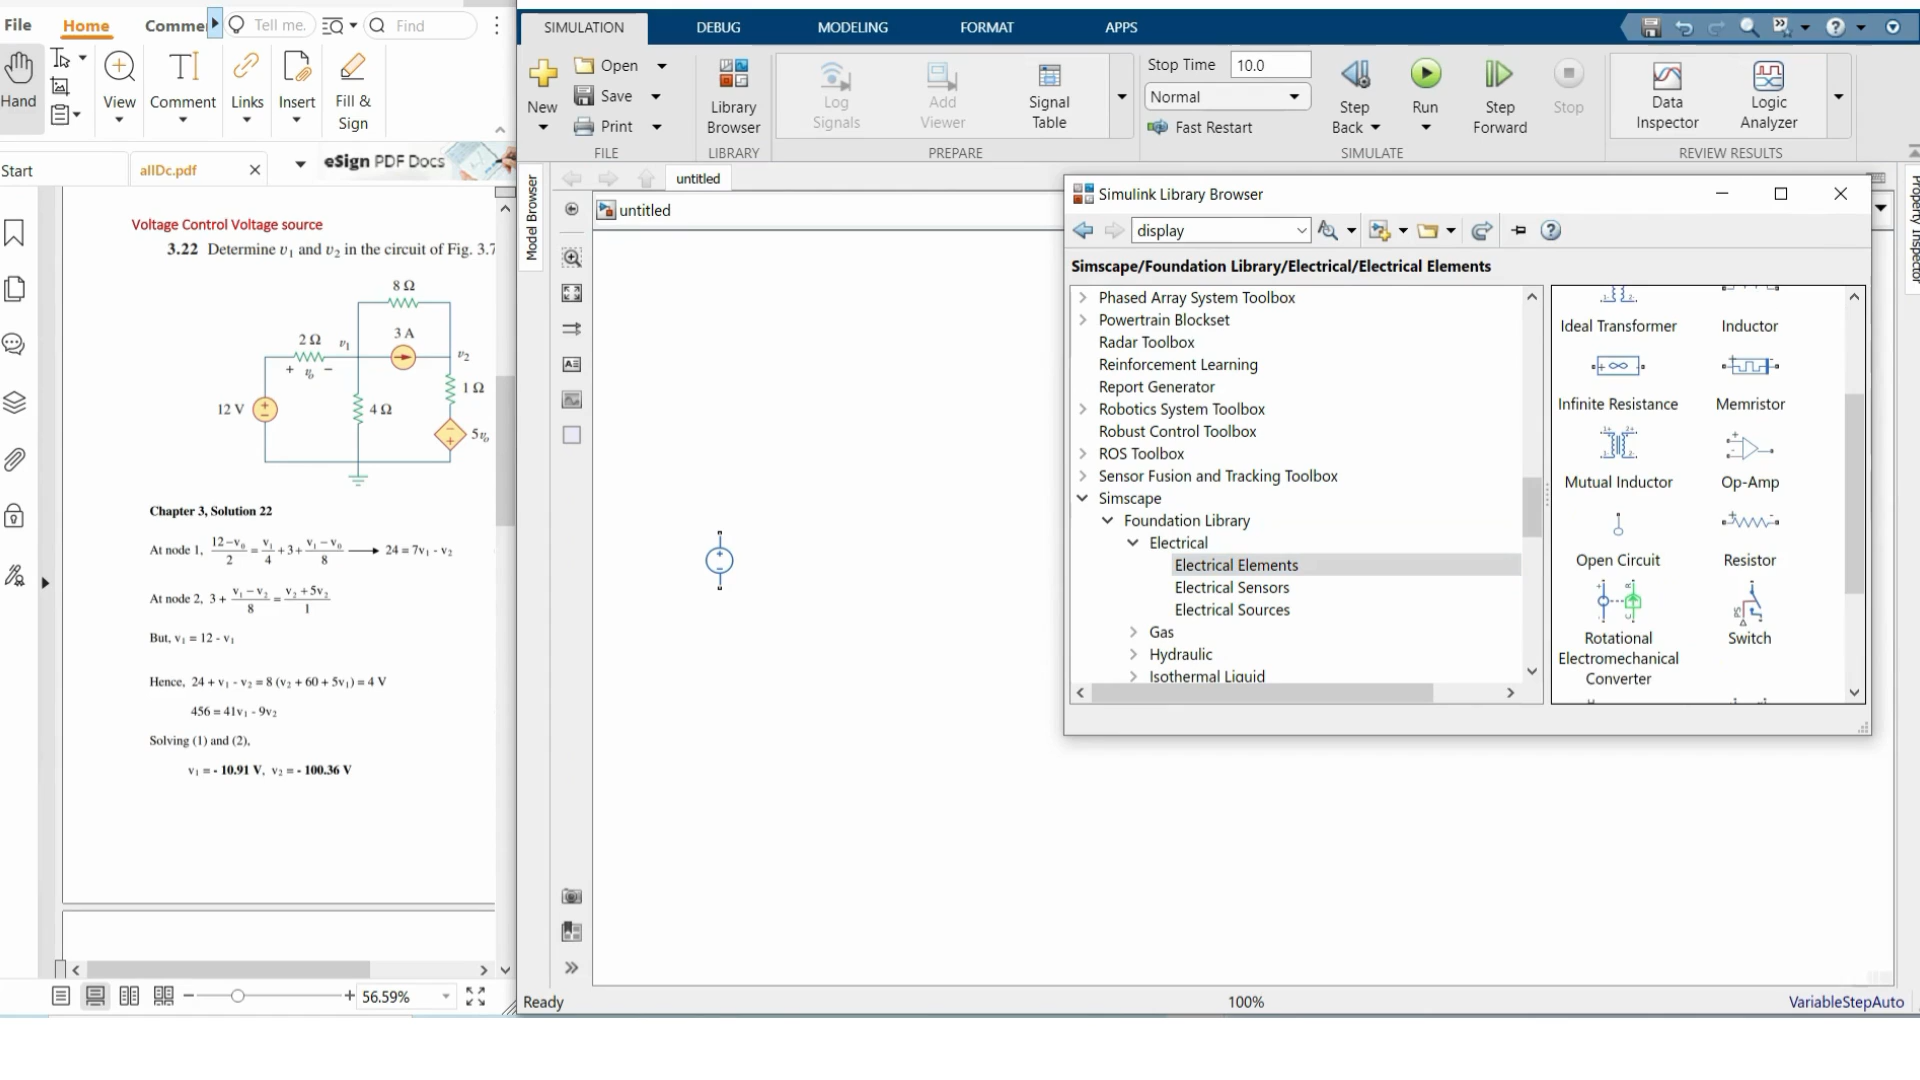 File
Home
Comme
Tell me.
Find
Hand
View
Comment
Links
Insert
Fill &
Sign
Start
allDc.pdf
eSign PDF Docs
Voltage Control Voltage source
3.22 Determine v1 and v2 in the circuit of Fig. 3.7
8 Ω
3 A
2 Ω
v1
v2
+ vo −
1 Ω
12 V
4 Ω
5vo
Chapter 3, Solution 22
At node 1, (12−vo)/2 = v1/4 + 3 + (v1−vo)/8 ⟶ 24 = 7v1 - v2
At node 2, 3 + (v1−v2)/8 = (v2+5v2)/1
But, v1 = 12 - v1
Hence, 24 + v1 - v2 = 8 (v2 + 60 + 5v1) = 4 V
456 = 41v1 - 9v2
Solving (1) and (2),
v1 = - 10.91 V, v2 = - 100.36 V
56.59%
SIMULATION
DEBUG
MODELING
FORMAT
APPS
New
Open
Save
Print
FILE
Library
Browser
LIBRARY
Log
Signals
Add
Viewer
Signal
Table
PREPARE
Stop Time 10.0
Normal
Fast Restart
Step
Back
Run
Step
Forward
Stop
SIMULATE
Data
Inspector
Logic
Analyzer
REVIEW RESULTS
Model Browser
untitled
untitled
Property Inspector
Simulink Library Browser
display
Simscape/Foundation Library/Electrical/Electrical Elements
Phased Array System Toolbox
Powertrain Blockset
Radar Toolbox
Reinforcement Learning
Report Generator
Robotics System Toolbox
Robust Control Toolbox
ROS Toolbox
Sensor Fusion and Tracking Toolbox
Simscape
Foundation Library
Electrical
Electrical Elements
Electrical Sensors
Electrical Sources
Gas
Hydraulic
Isothermal Liquid
Ideal Transformer
Inductor
Infinite Resistance
Memristor
Mutual Inductor
Op-Amp
Open Circuit
Resistor
Rotational
Electromechanical
Converter
Switch
Ready
100%
VariableStepAuto